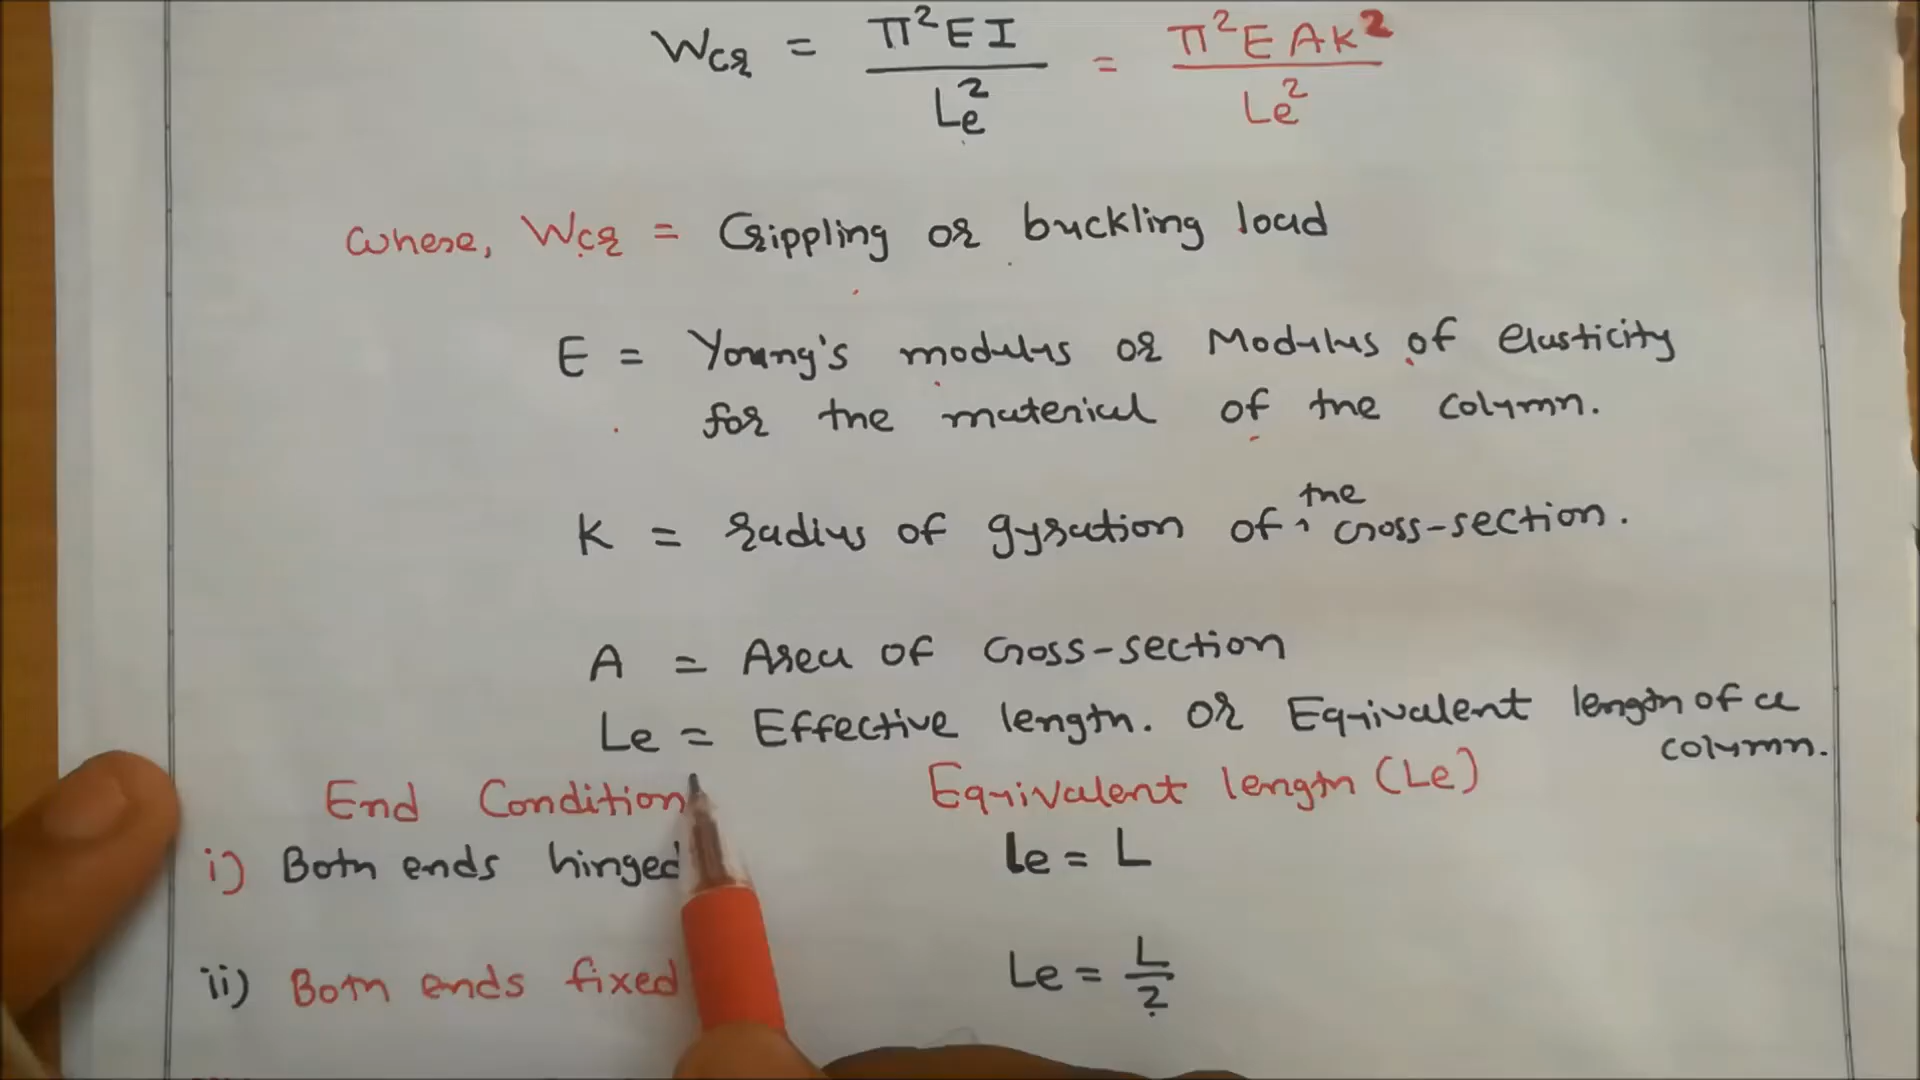 Wcr = π²EI / Le² = π²EAK² / Le²
where, Wcr = Crippling or buckling load
E = Young's modulus or Modulus of elasticity
for the material of the column.
K = radius of gyration of the cross-section.
A = Area of cross-section
Le = Effective length. or Equivalent length of a
column.
End Condition Equivalent length (Le)
i) Both ends hinged Le = L
ii) Both ends fixed Le = L/2